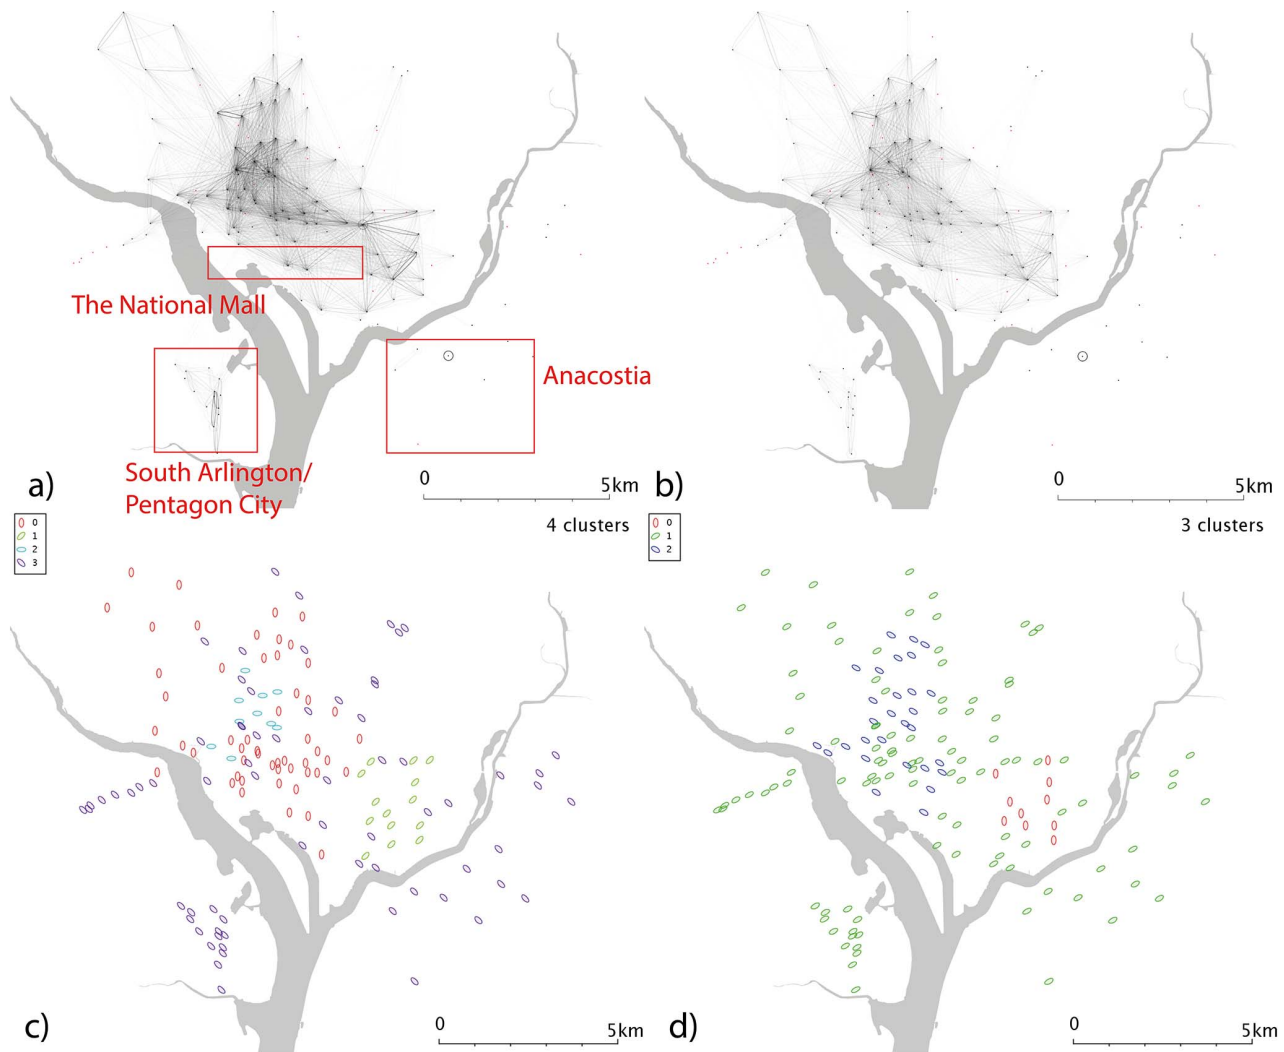 The National Mall
Anacostia
South Arlington/
Pentagon City
a)
0
5km
b)
0
5km
4 clusters
0
1
2
3
3 clusters
0
1
2
c)
0
5km
d)
0
5km